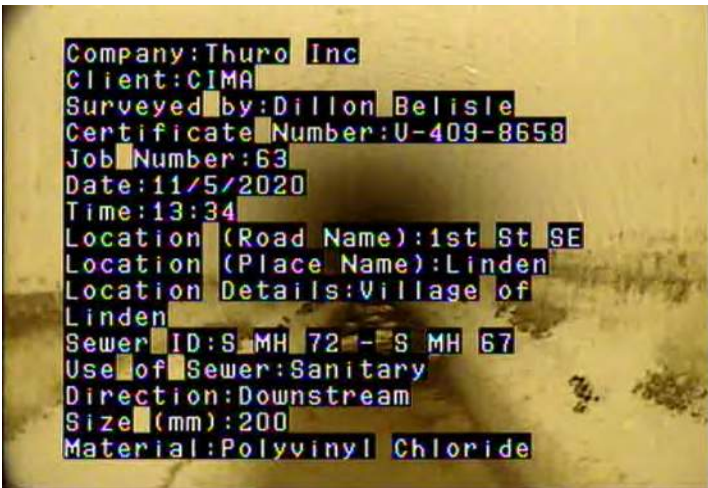 Company:Thuro Inc
Client:CIMA
Surveyed by:Dillon Belisle
Certificate Number:U-409-8658
Job Number:63
Date:11/5/2020
Time:13:34
Location (Road Name):1st St SE
Location (Place Name):Linden
Location Details:Village of
Linden
Sewer ID:S MH 72 - S MH 67
Use of Sewer:Sanitary
Direction:Downstream
Size (mm):200
Material:Polyvinyl Chloride